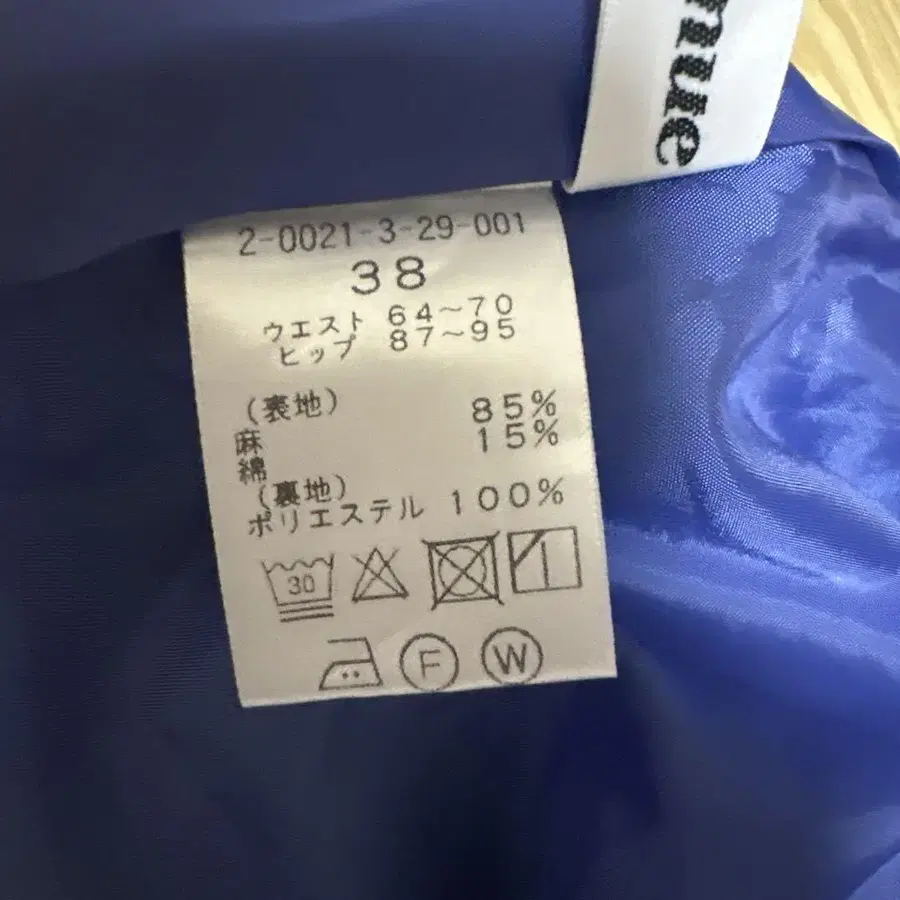 2-0021-3-29-001
38
ウエスト 64~70
ヒップ 87~95
(表地)
麻 85%
綿 15%
(裏地)
ポリエステル 100%
30
F W